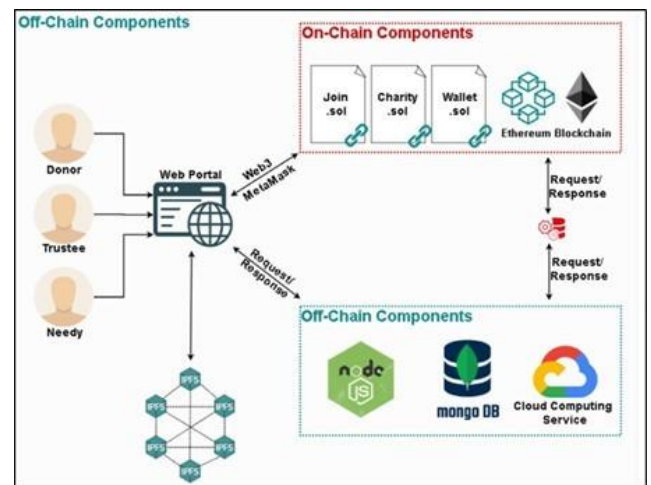 Off-Chain Components
On-Chain Components
Join
.sol
Charity
.sol
Wallet
.sol
Ethereum Blockchain
Donor
Trustee
Needy
Web Portal
Web3
MetaMask
Request/
Response
Request/
Response
Request/
Response
Off-Chain Components
node
JS
mongo DB
Cloud Computing
Service
IPFS
IPFS
IPFS
IPFS
IPFS
IPFS